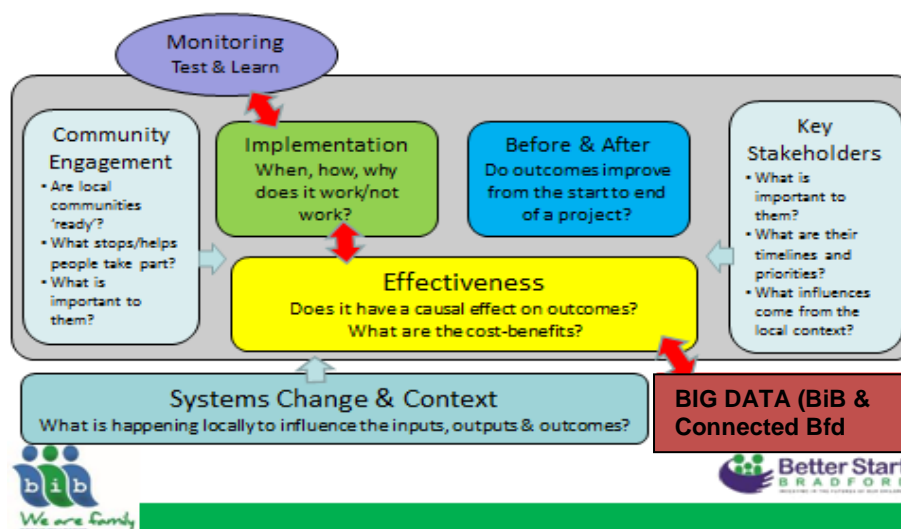 Monitoring
Test & Learn
Community
Engagement
▪ Are local
communities
‘ready’?
▪ What stops/helps
people take part?
▪ What is
important to
them?
Implementation
When, how, why
does it work/not
work?
Before & After
Do outcomes improve
from the start to end
of a project?
Key
Stakeholders
▪ What is
important to
them?
▪ What are their
timelines and
priorities?
▪ What influences
come from the
local context?
Effectiveness
Does it have a causal effect on outcomes?
What are the cost-benefits?
Systems Change & Context
What is happening locally to influence the inputs, outputs & outcomes?
BIG DATA (BiB &
Connected Bfd
bib
We are family
Better Start
BRADFORD